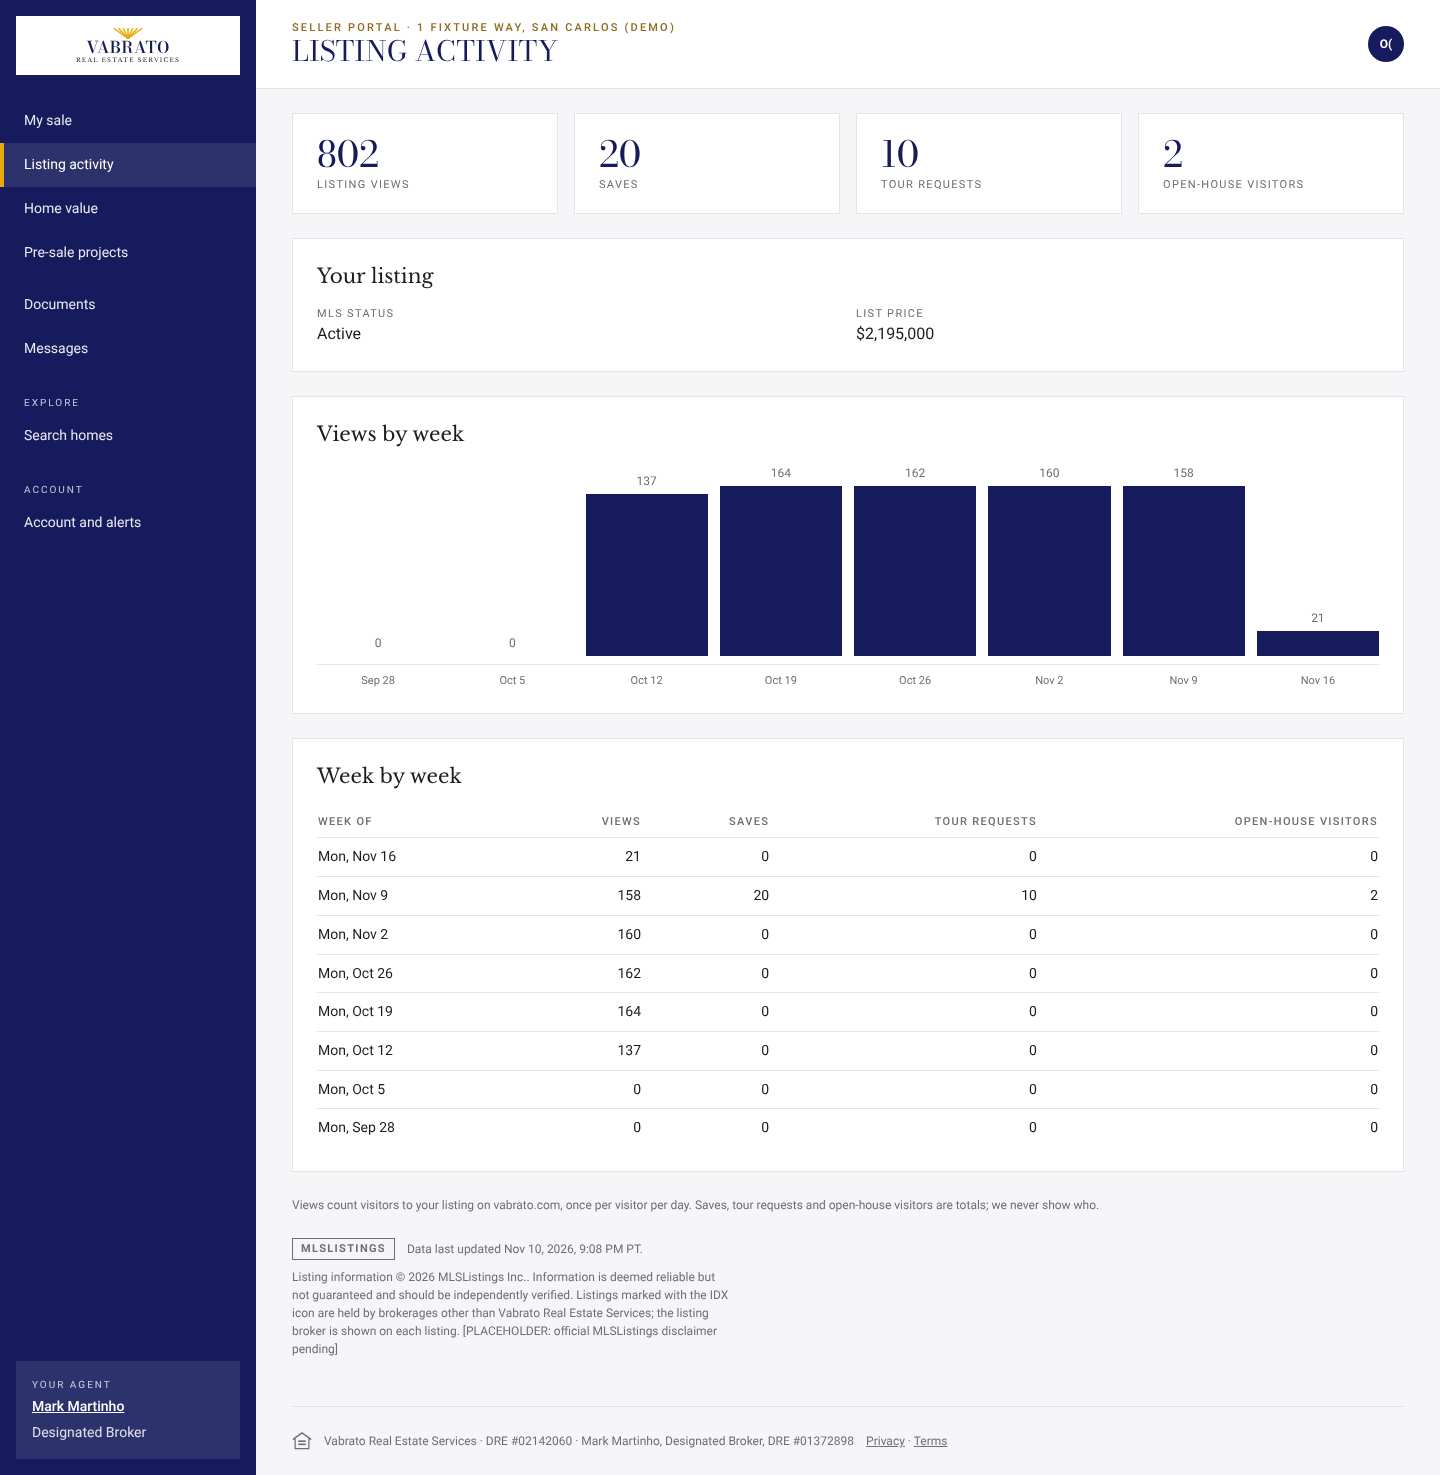 VABRATO
REAL ESTATE SERVICES
My sale
Listing activity
Home value
Pre-sale projects
Documents
Messages
EXPLORE
Search homes
ACCOUNT
Account and alerts
YOUR AGENT
Mark Martinho
Designated Broker
SELLER PORTAL · 1 FIXTURE WAY, SAN CARLOS (DEMO)
LISTING ACTIVITY
O(
802
LISTING VIEWS
20
SAVES
10
TOUR REQUESTS
2
OPEN-HOUSE VISITORS
Your listing
MLS STATUS LIST PRICE
Active $2,195,000
Views by week
0 0 137 164 162 160 158 21
Sep 28 Oct 5 Oct 12 Oct 19 Oct 26 Nov 2 Nov 9 Nov 16
Week by week
WEEK OF VIEWS SAVES TOUR REQUESTS OPEN-HOUSE VISITORS
Mon, Nov 16 21 0 0 0
Mon, Nov 9 158 20 10 2
Mon, Nov 2 160 0 0 0
Mon, Oct 26 162 0 0 0
Mon, Oct 19 164 0 0 0
Mon, Oct 12 137 0 0 0
Mon, Oct 5 0 0 0 0
Mon, Sep 28 0 0 0 0
Views count visitors to your listing on vabrato.com, once per visitor per day. Saves, tour requests and open-house visitors are totals; we never show who.
MLSLISTINGS Data last updated Nov 10, 2026, 9:08 PM PT.
Listing information © 2026 MLSListings Inc.. Information is deemed reliable but
not guaranteed and should be independently verified. Listings marked with the IDX
icon are held by brokerages other than Vabrato Real Estate Services; the listing
broker is shown on each listing. [PLACEHOLDER: official MLSListings disclaimer
pending]
Vabrato Real Estate Services · DRE #02142060 · Mark Martinho, Designated Broker, DRE #01372898 Privacy · Terms